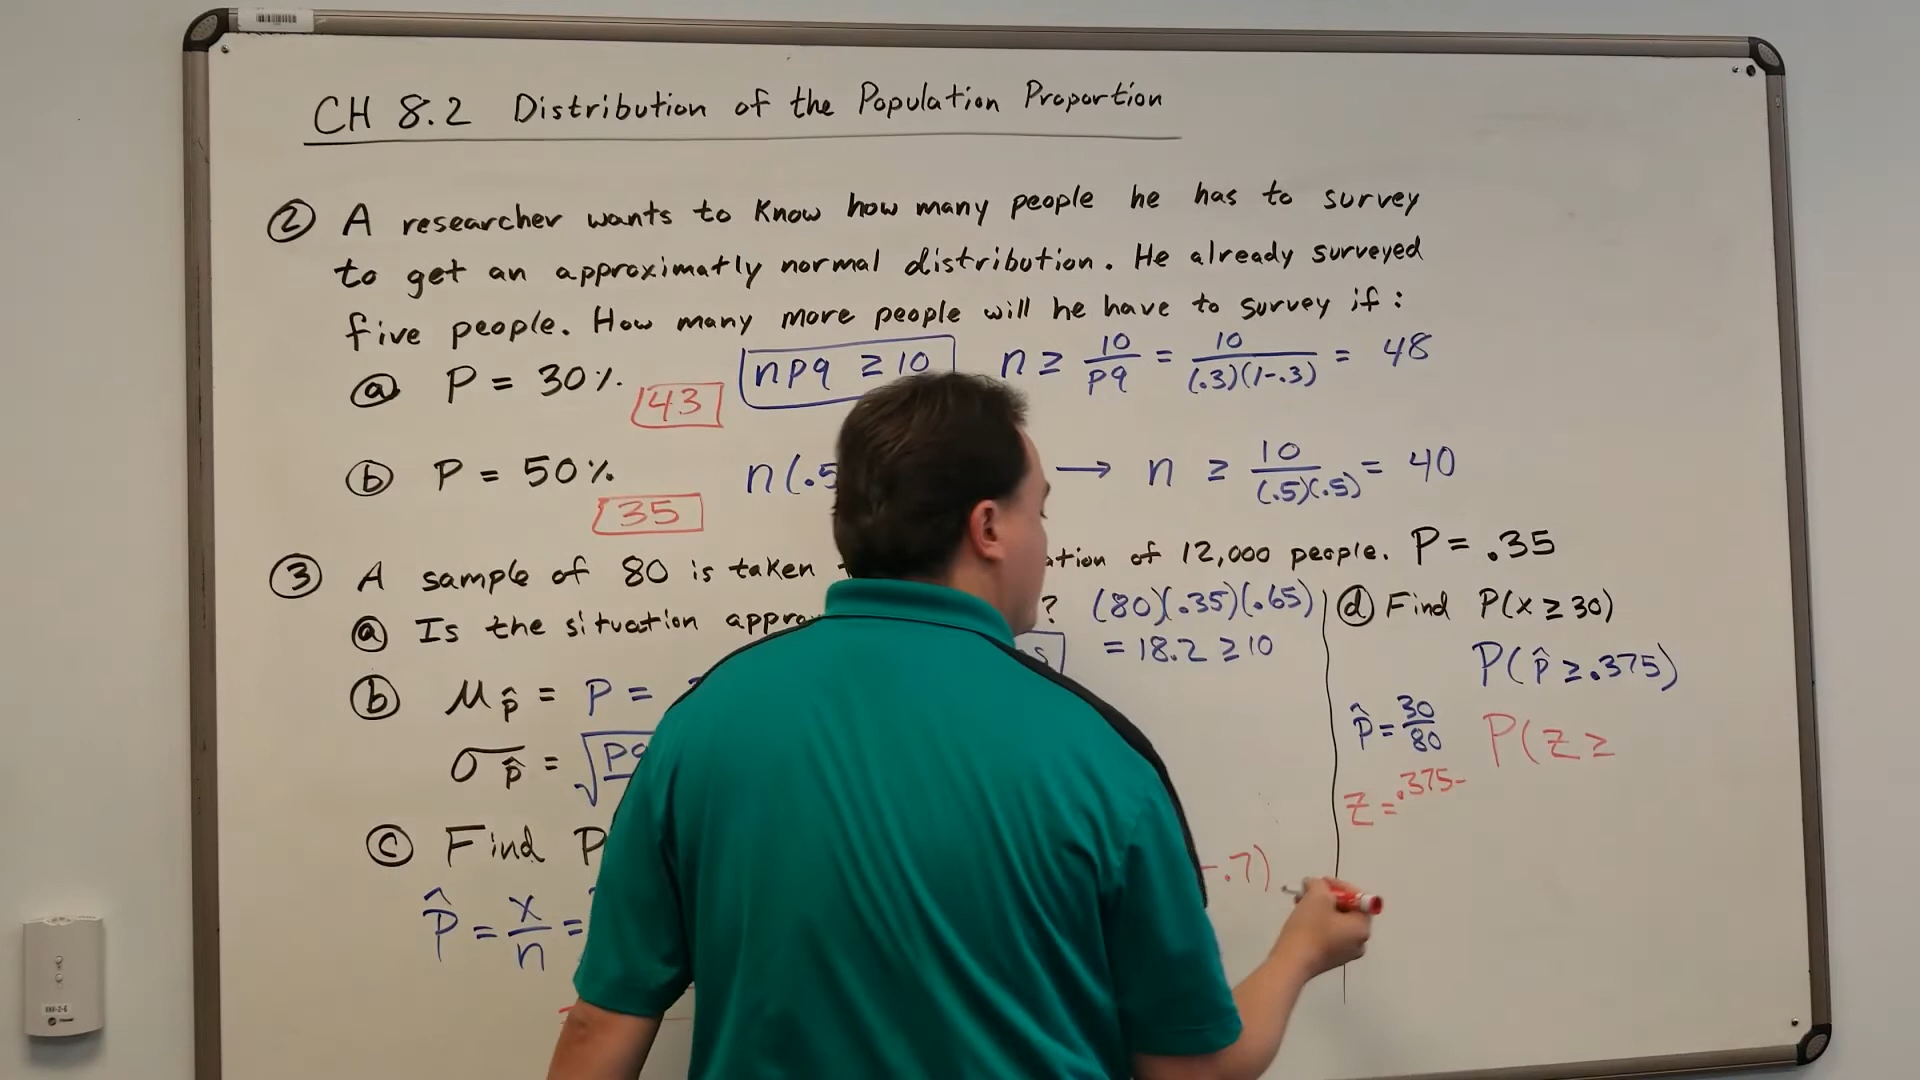 CH 8.2 Distribution of the Population Proportion
② A researcher wants to know how many people he has to survey
to get an approximatly normal distribution. He already surveyed
five people. How many more people will he have to survey if:
ⓐ P = 30% 43 npq ≥ 10 n ≥ 10/pq = 10/(.3)(1-.3) = 48
ⓑ P = 50% 35 n(.5 → n ≥ 10/(.5)(.5) = 40
③ A sample of 80 is taken of 12,000 people. P = .35
ⓐ Is the situation ? (80)(.35)(.65)
= 18.2 ≥ 10
ⓑ μp̂ = P =
σp̂ = √pq
ⓒ Find P
p̂ = x/n =
-.7)
ⓓ Find P(x ≥ 30)
P(p̂ ≥ .375)
p̂ = 30/80 P(z ≥
z = .375-